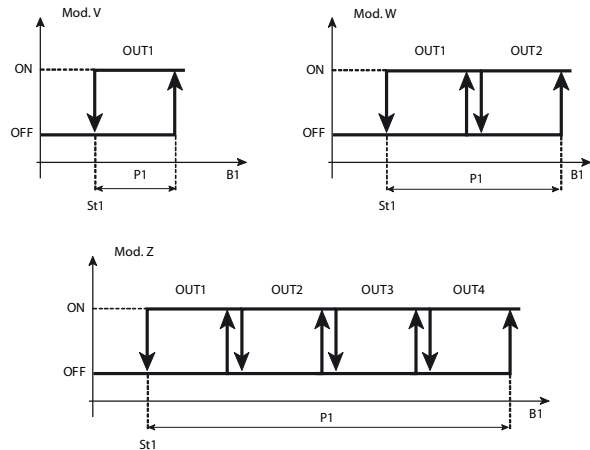 Mod. V
OUT1
ON
OFF
P1
B1
St1
Mod. W
OUT1 OUT2
ON
OFF
P1
B1
St1
Mod. Z
OUT1 OUT2 OUT3 OUT4
ON
OFF
P1
B1
St1